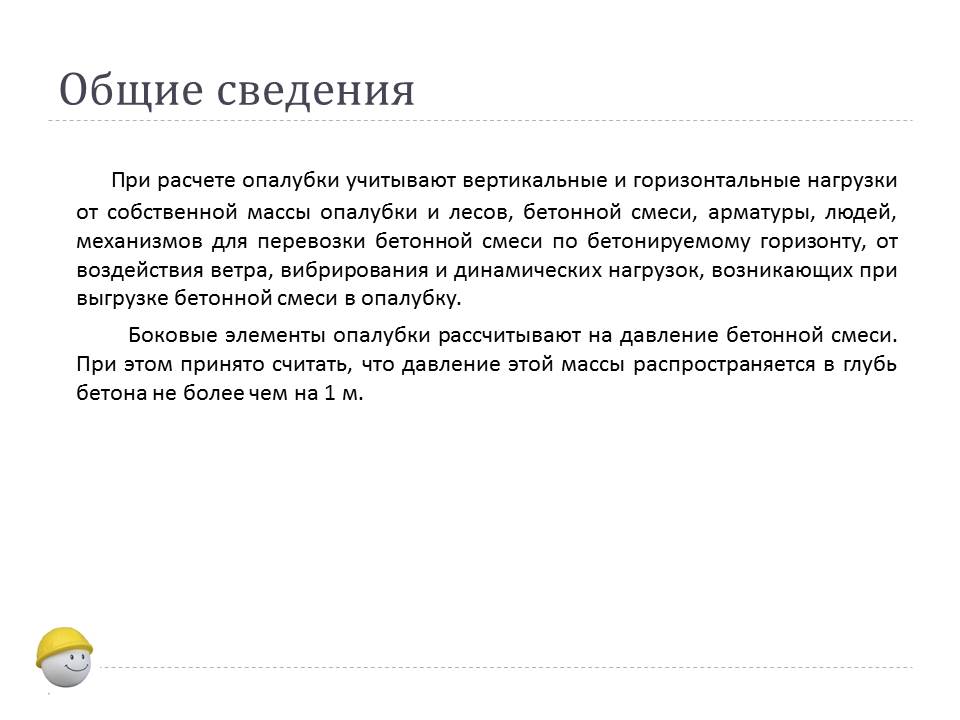 Общие сведения
При расчете опалубки учитывают вертикальные и горизонтальные нагрузки
от собственной массы опалубки и лесов, бетонной смеси, арматуры, людей,
механизмов для перевозки бетонной смеси по бетонируемому горизонту, от
воздействия ветра, вибрирования и динамических нагрузок, возникающих при
выгрузке бетонной смеси в опалубку.
Боковые элементы опалубки рассчитывают на давление бетонной смеси.
При этом принято считать, что давление этой массы распространяется в глубь
бетона не более чем на 1 м.